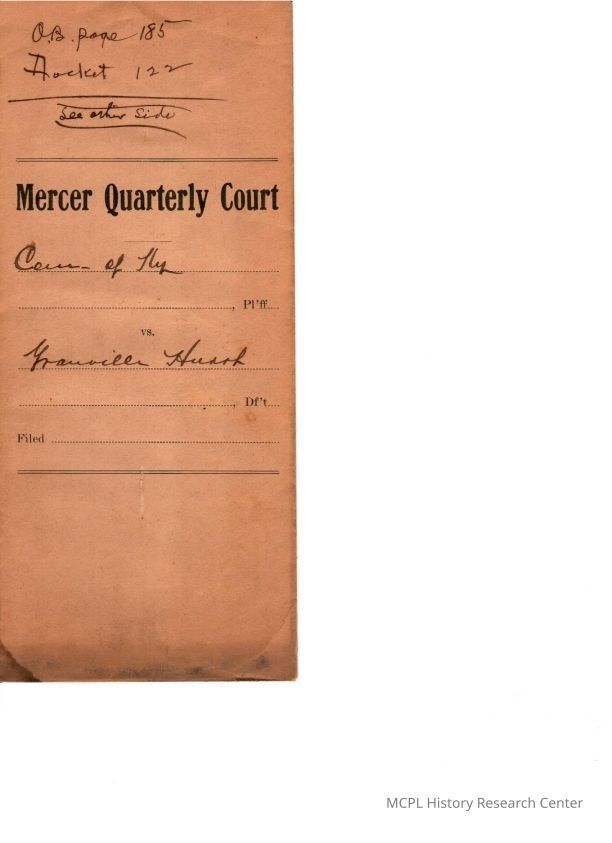 O.B. page 185
Docket 122
See other side
Mercer Quarterly Court
Com- of Ky
, Pl'ff.
vs.
Granville
, Df't.
Filed
MCPL History Research Center